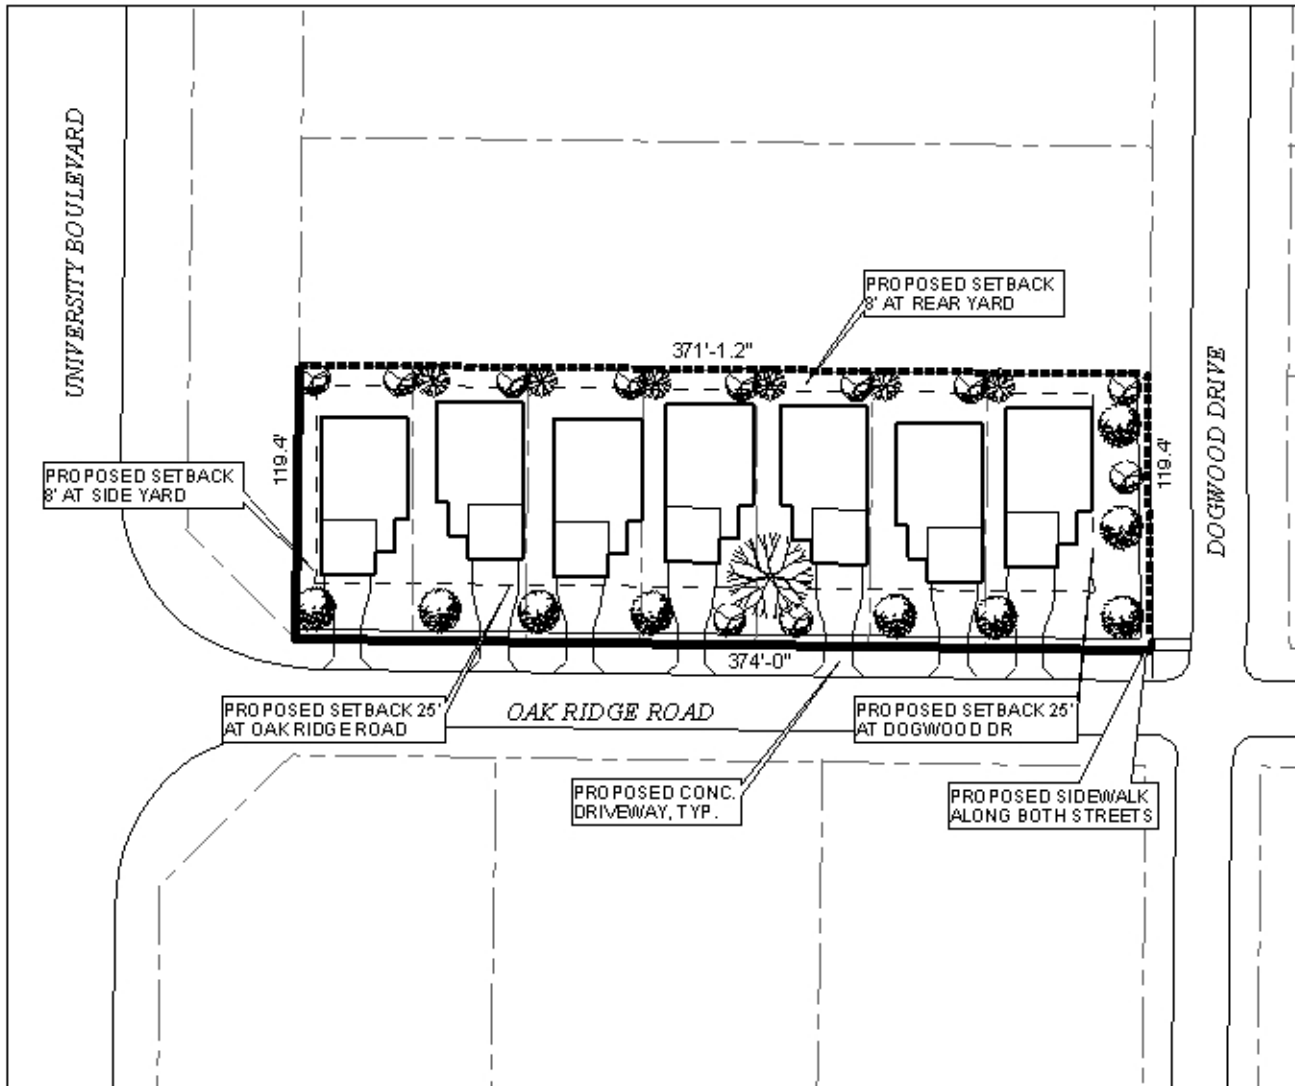 UNIVERSITY BOULEVARD
PROPOSED SETBACK
8' AT REAR YARD
371'-1.2"
DOGWOOD DRIVE
119.4'
119.4'
PROPOSED SETBACK
8' AT SIDE YARD
374'-0"
PROPOSED SETBACK 25'
AT OAK RIDGE ROAD
OAK RIDGE ROAD
PROPOSED SETBACK 25'
AT DOGWOOD DR
PROPOSED CONC.
DRIVEWAY, TYP.
PROPOSED SIDEWALK
ALONG BOTH STREETS